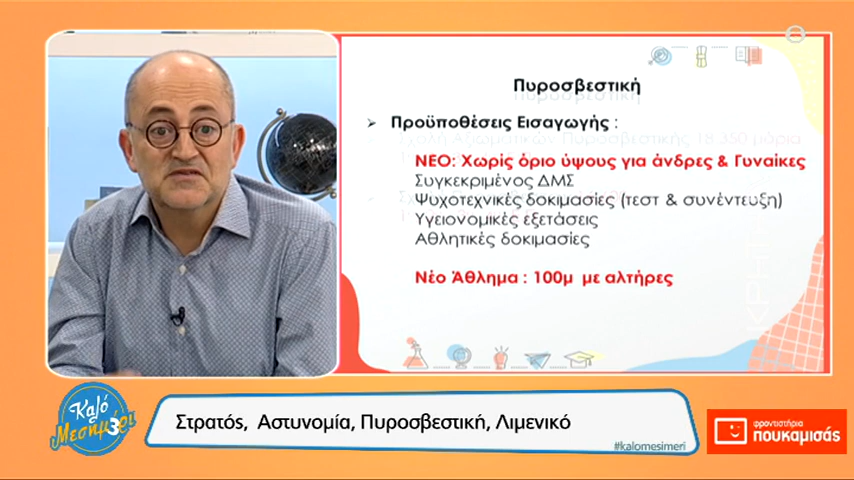 Πυροσβεστική
➢ Προϋποθέσεις Εισαγωγής :
ΝΕΟ: Χωρίς όριο ύψους για άνδρες & Γυναίκες
Συγκεκριμένος ΔΜΣ
Ψυχοτεχνικές δοκιμασίες (τεστ & συνέντευξη)
Υγειονομικές εξετάσεις
Αθλητικές δοκιμασίες
Νέο Άθλημα : 100μ με αλτήρες
Καλό
Μεσημέρι
3
Στρατός, Αστυνομία, Πυροσβεστική, Λιμενικό
#kalomesimeri
φροντιστήρια
πουκαμισάς